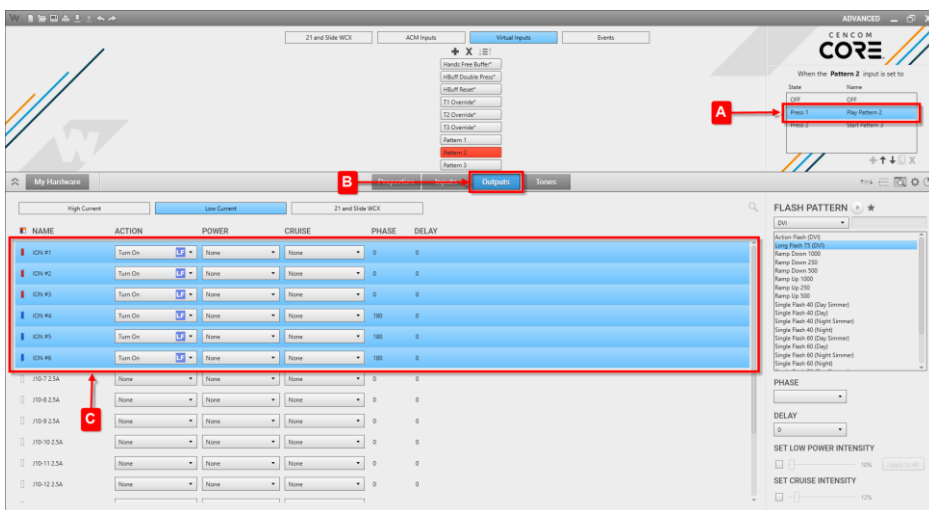 ADVANCED
21 and Slide WCX
ACM Inputs
Virtual Inputs
Events
Hands Free Buffer*
HBuff Double Press*
HBuff Reset*
T1 Override*
T2 Override*
T3 Override*
Pattern 1
Pattern 2
Pattern 3
CENCOM
CORE
When the Pattern 2 input is set to
State Name
OFF OFF
Press 1 Play Pattern 2
Press 2 Start Pattern 3
A
My Hardware
B
Properties
Inputs
Outputs
Tones
High Current
Low Current
21 and Slide WCX
NAME ACTION POWER CRUISE PHASE DELAY
ION #1 Turn On LF None None 0 0
ION #2 Turn On LF None None 0 0
ION #3 Turn On LF None None 0 0
ION #4 Turn On LF None None 180 0
ION #5 Turn On LF None None 180 0
ION #6 Turn On LF None None 180 0
J10-7 2.5A None None None 0 0
J10-8 2.5A None None None 0 0
C
J10-9 2.5A None None None 0 0
J10-10 2.5A None None None 0 0
J10-11 2.5A None None None 0 0
J10-12 2.5A None None None 0 0
FLASH PATTERN
DVI
Action Flash (DVI)
Long Flash 75 (DVI)
Ramp Down 1000
Ramp Down 250
Ramp Down 500
Ramp Up 1000
Ramp Up 250
Ramp Up 500
Single Flash 40 (Day Simmer)
Single Flash 40 (Day)
Single Flash 40 (Night Simmer)
Single Flash 40 (Night)
Single Flash 60 (Day Simmer)
Single Flash 60 (Day)
Single Flash 60 (Night Simmer)
Single Flash 60 (Night)
PHASE
DELAY
0
SET LOW POWER INTENSITY
10% Apply to All
SET CRUISE INTENSITY
12%